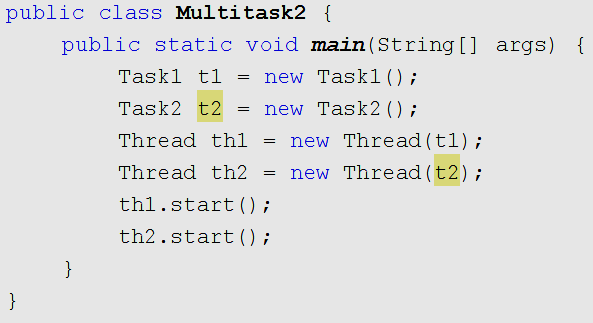 public class Multitask2 {
    public static void main(String[] args) {
        Task1 t1 = new Task1();
        Task2 t2 = new Task2();
        Thread th1 = new Thread(t1);
        Thread th2 = new Thread(t2);
        th1.start();
        th2.start();
    }
}